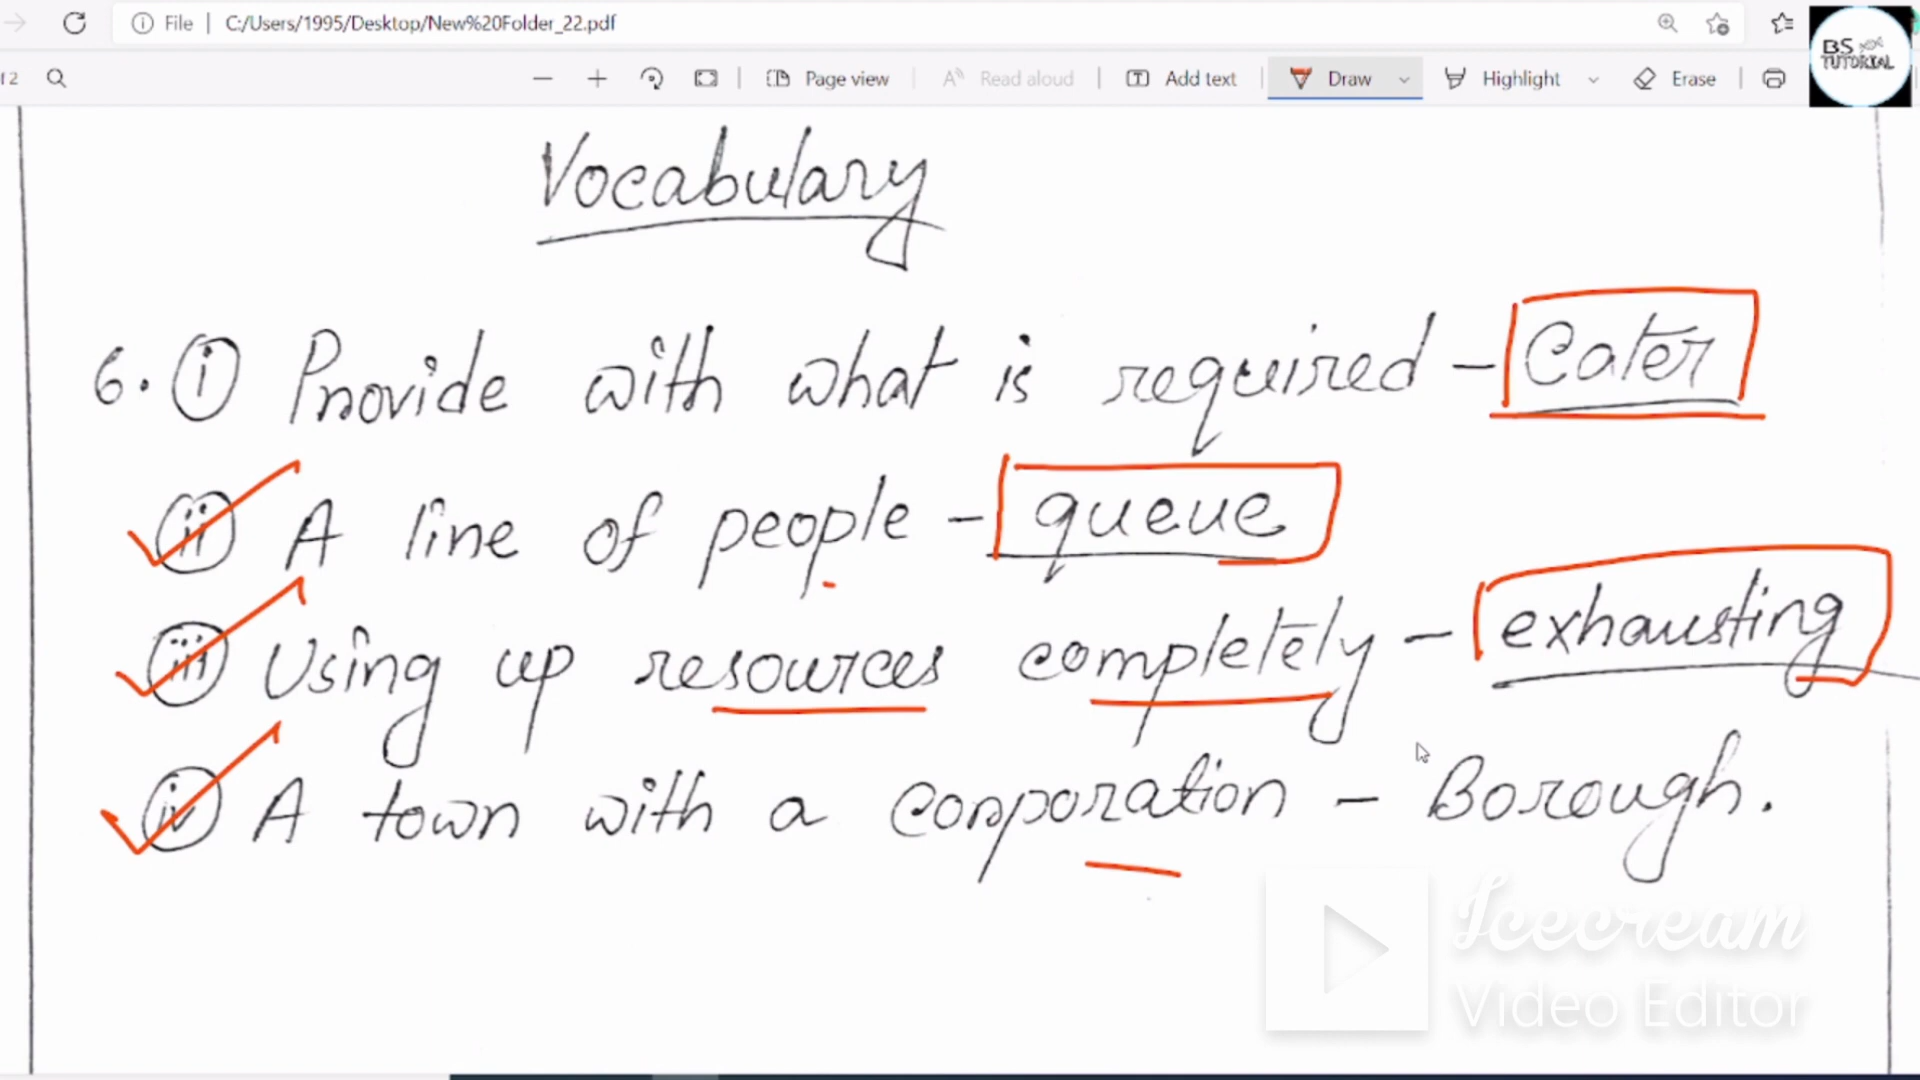 File | C:/Users/1995/Desktop/New%20Folder_22.pdf
f 2 Page view Read aloud Add text Draw Highlight Erase
BS TUTORIAL
Vocabulary
6. (i) Provide with what is required - Cater
(ii) A line of people - queue
(iii) Using up resources completely - exhausting
(iv) A town with a corporation - Borough.
Icecream
Video Editor